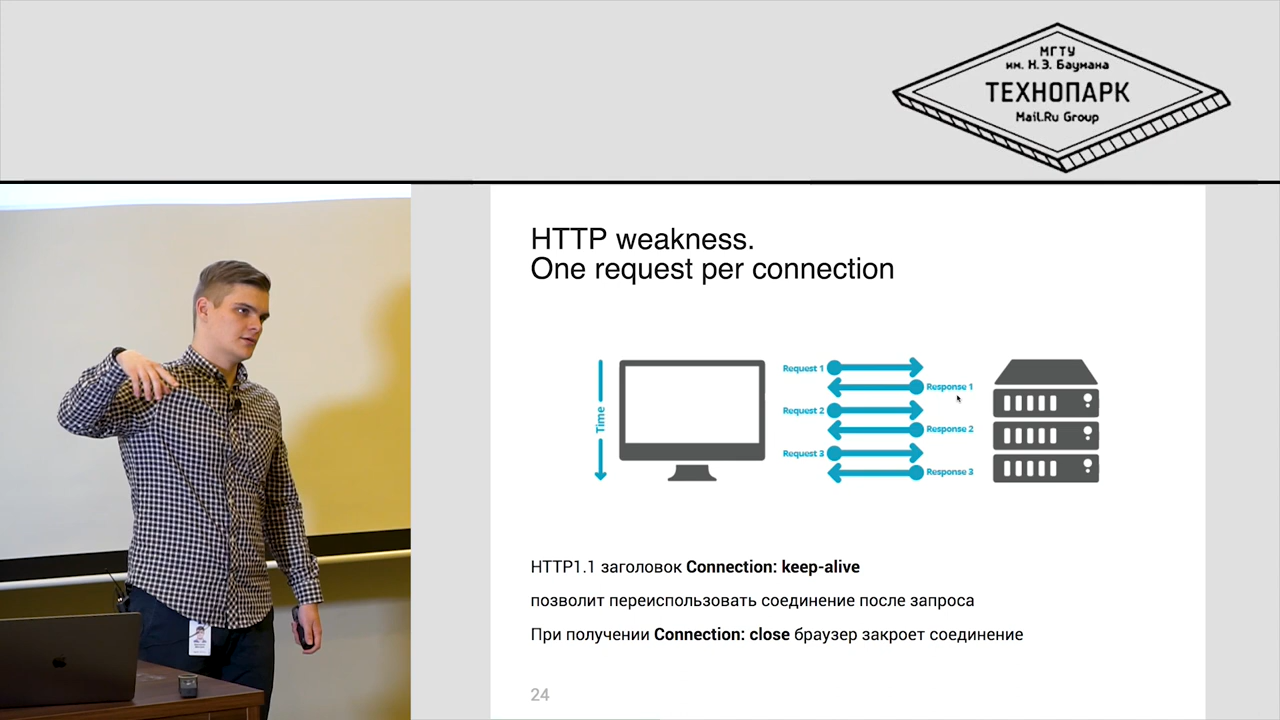 МГТУ
им. Н.Э. Баумана
ТЕХНОПАРК
Mail.Ru Group
HTTP weakness.
One request per connection
Time
Request 1
Response 1
Request 2
Response 2
Request 3
Response 3
HTTP1.1 заголовок Connection: keep-alive
позволит переиспользовать соединение после запроса
При получении Connection: close браузер закроет соединение
24